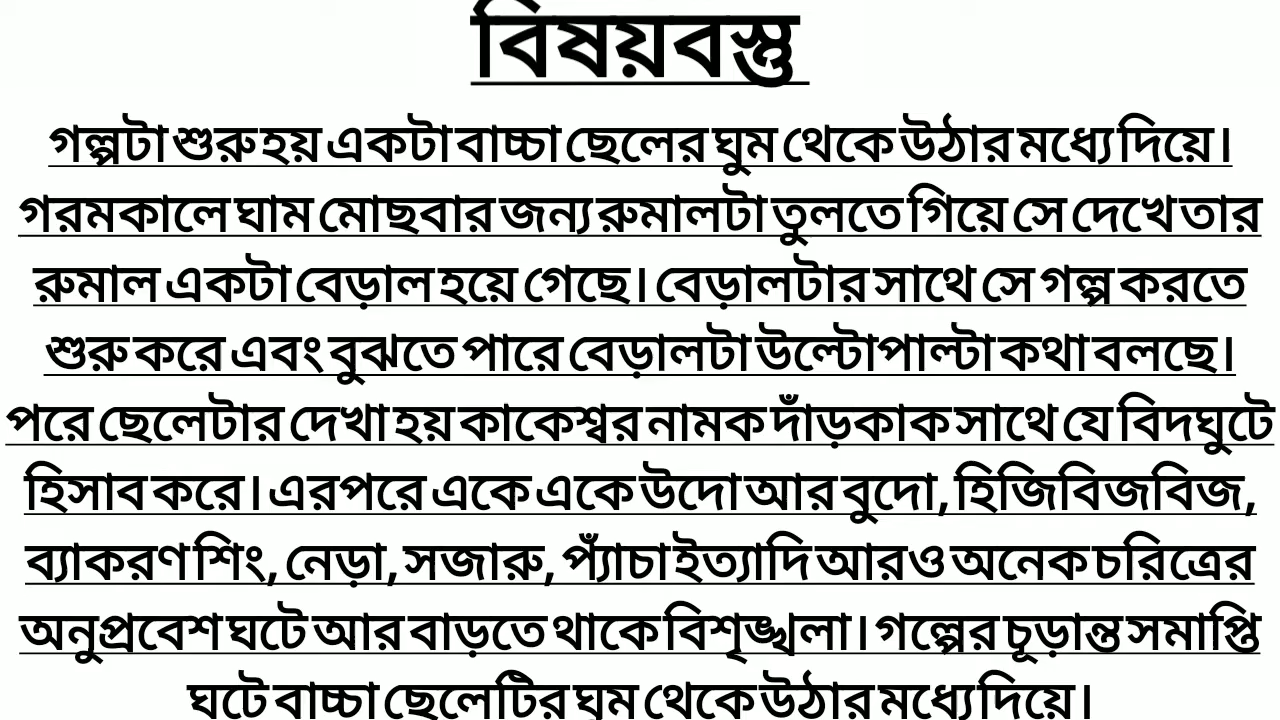 বিষয়বস্তু
গল্পটা শুরু হয় একটা বাচ্চা ছেলের ঘুম থেকে উঠার মধ্যে দিয়ে।
গরমকালে ঘাম মোছবার জন্য রুমালটা তুলতে গিয়ে সে দেখে তার
রুমাল একটা বেড়াল হয়ে গেছে। বেড়ালটার সাথে সে গল্প করতে
শুরু করে এবং বুঝতে পারে বেড়ালটা উল্টোপাল্টা কথা বলছে।
পরে ছেলেটার দেখা হয় কাকেশ্বর নামক দাঁড়কাক সাথে যে বিদঘুটে
হিসাব করে। এরপরে একে একে উদো আর বুদো, হিজিবিজবিজ,
ব্যাকরণ শিং, নেড়া, সজারু, প্যাঁচা ইত্যাদি আরও অনেক চরিত্রের
অনুপ্রবেশ ঘটে আর বাড়তে থাকে বিশৃঙ্খলা। গল্পের চূড়ান্ত সমাপ্তি
ঘটে বাচ্চা ছেলেটির ঘুম থেকে উঠার মধ্যে দিয়ে।